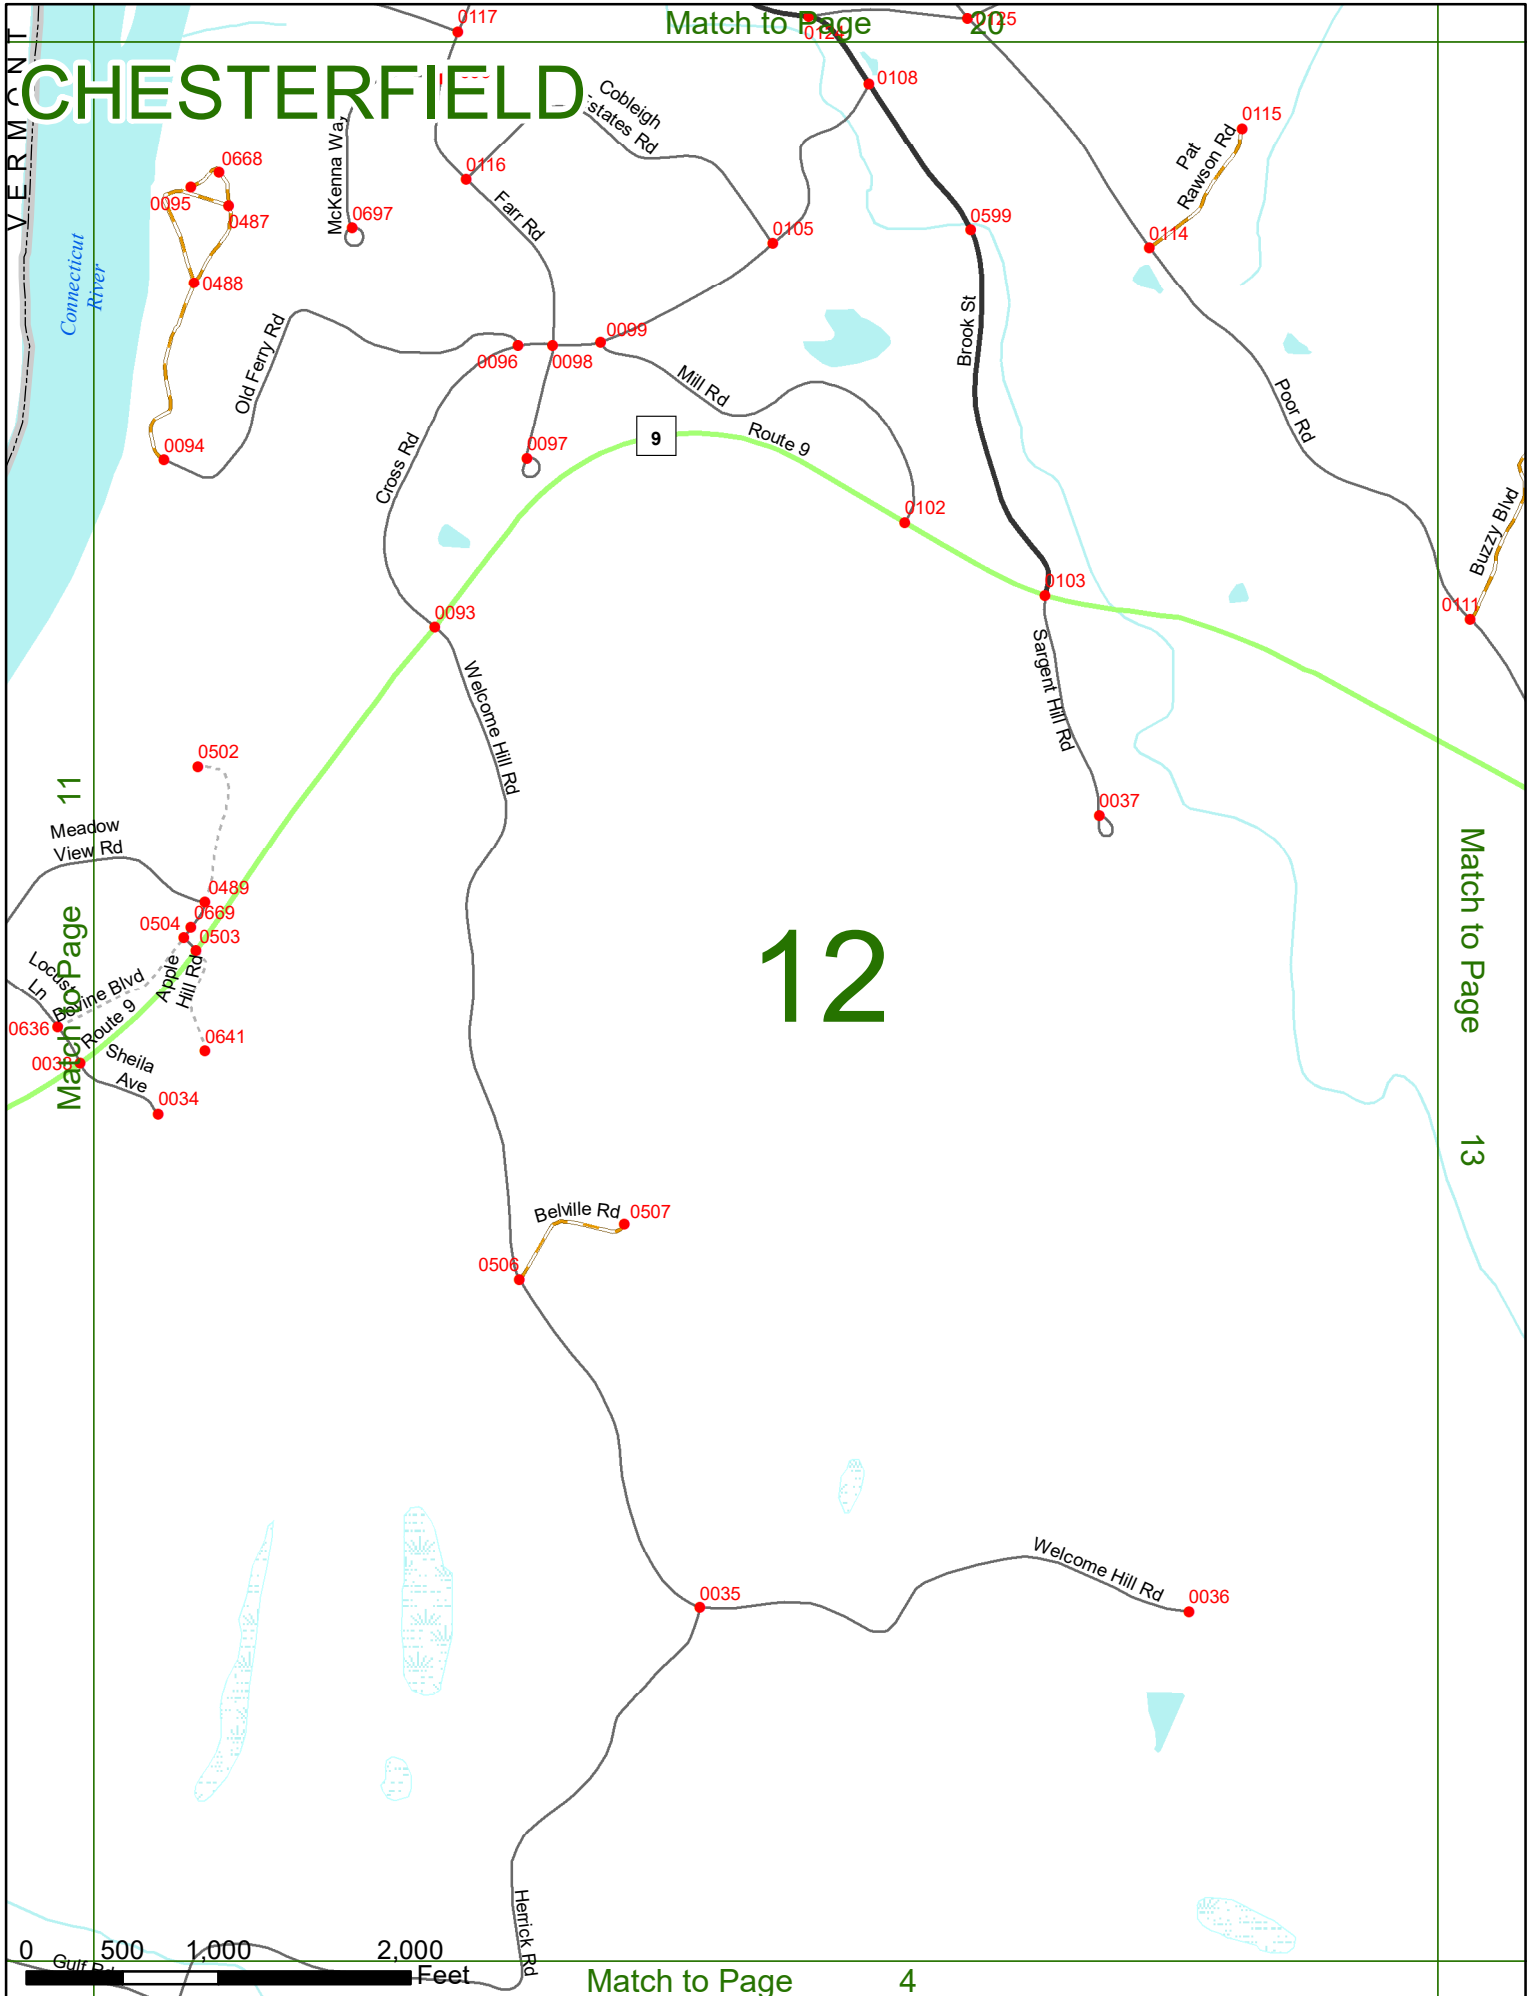 Match to Page 20
CHESTERFIELD
VERMONT
0117
0124
0125
0108
0115
Pat
Rawson Rd
Cobleigh
Estates Rd
McKenna Way
0116
0668
0095
0487
0697
Farr Rd
0105
0599
0114
Connecticut
River
0488
Old Ferry Rd
0096
0098
0099
Brook St
Mill Rd
Poor Rd
0094
Cross Rd
0097
9
Route 9
0102
Buzzy Blvd
0103
0111
0093
Welcome Hill Rd
Sargent Hill Rd
0502
0037
Match to Page 11
Meadow
View Rd
0489
0669
0504
0503
Locust
Ln
Bovine Blvd
Apple
Hill Rd
Route 9
0636
0038
0641
Sheila
Ave
0034
12
Match to Page 13
Belville Rd
0507
0506
0035
Welcome Hill Rd
0036
Herrick Rd
0 500 1,000 2,000
Feet
Gulf Rd
Match to Page 4